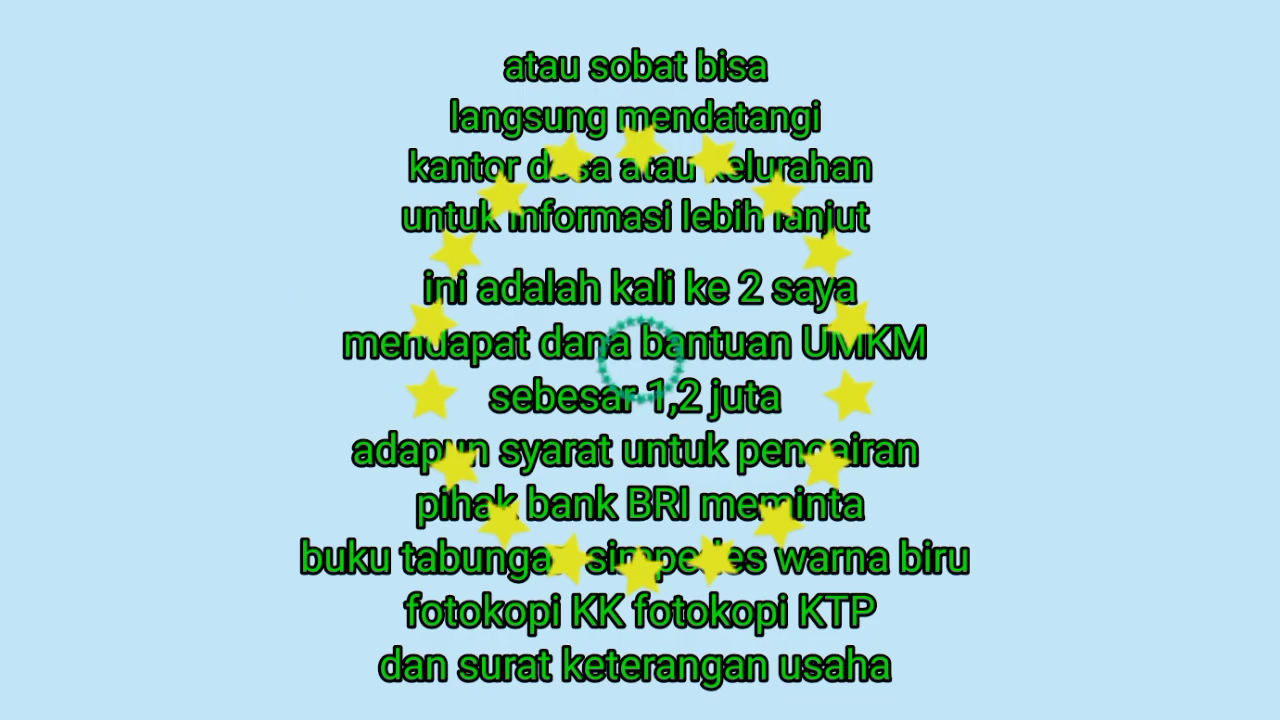 atau sobat bisa
langsung mendatangi
kantor desa atau kelurahan
untuk informasi lebih lanjut
ini adalah kali ke 2 saya
mendapat dana bantuan UMKM
sebesar 1,2 juta
adapun syarat untuk pencairan
pihak bank BRI meminta
buku tabungan simpedes warna biru
fotokopi KK fotokopi KTP
dan surat keterangan usaha